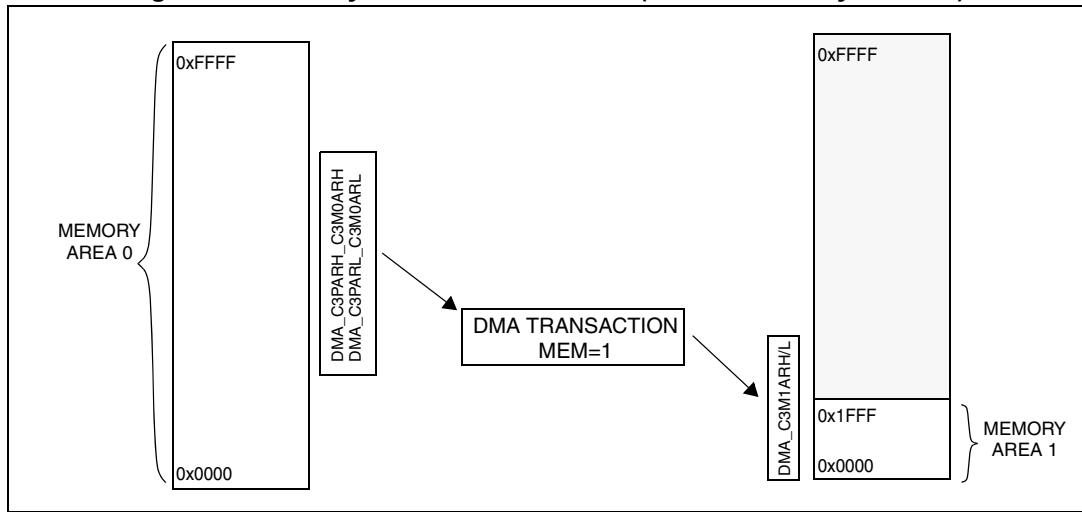 0xFFFF
MEMORY
AREA 0
0x0000
DMA_C3PARH_C3M0ARH
DMA_C3PARL_C3M0ARL
DMA TRANSACTION
MEM=1
DMA_C3M1ARH/L
0xFFFF
0x1FFF
0x0000
MEMORY
AREA 1